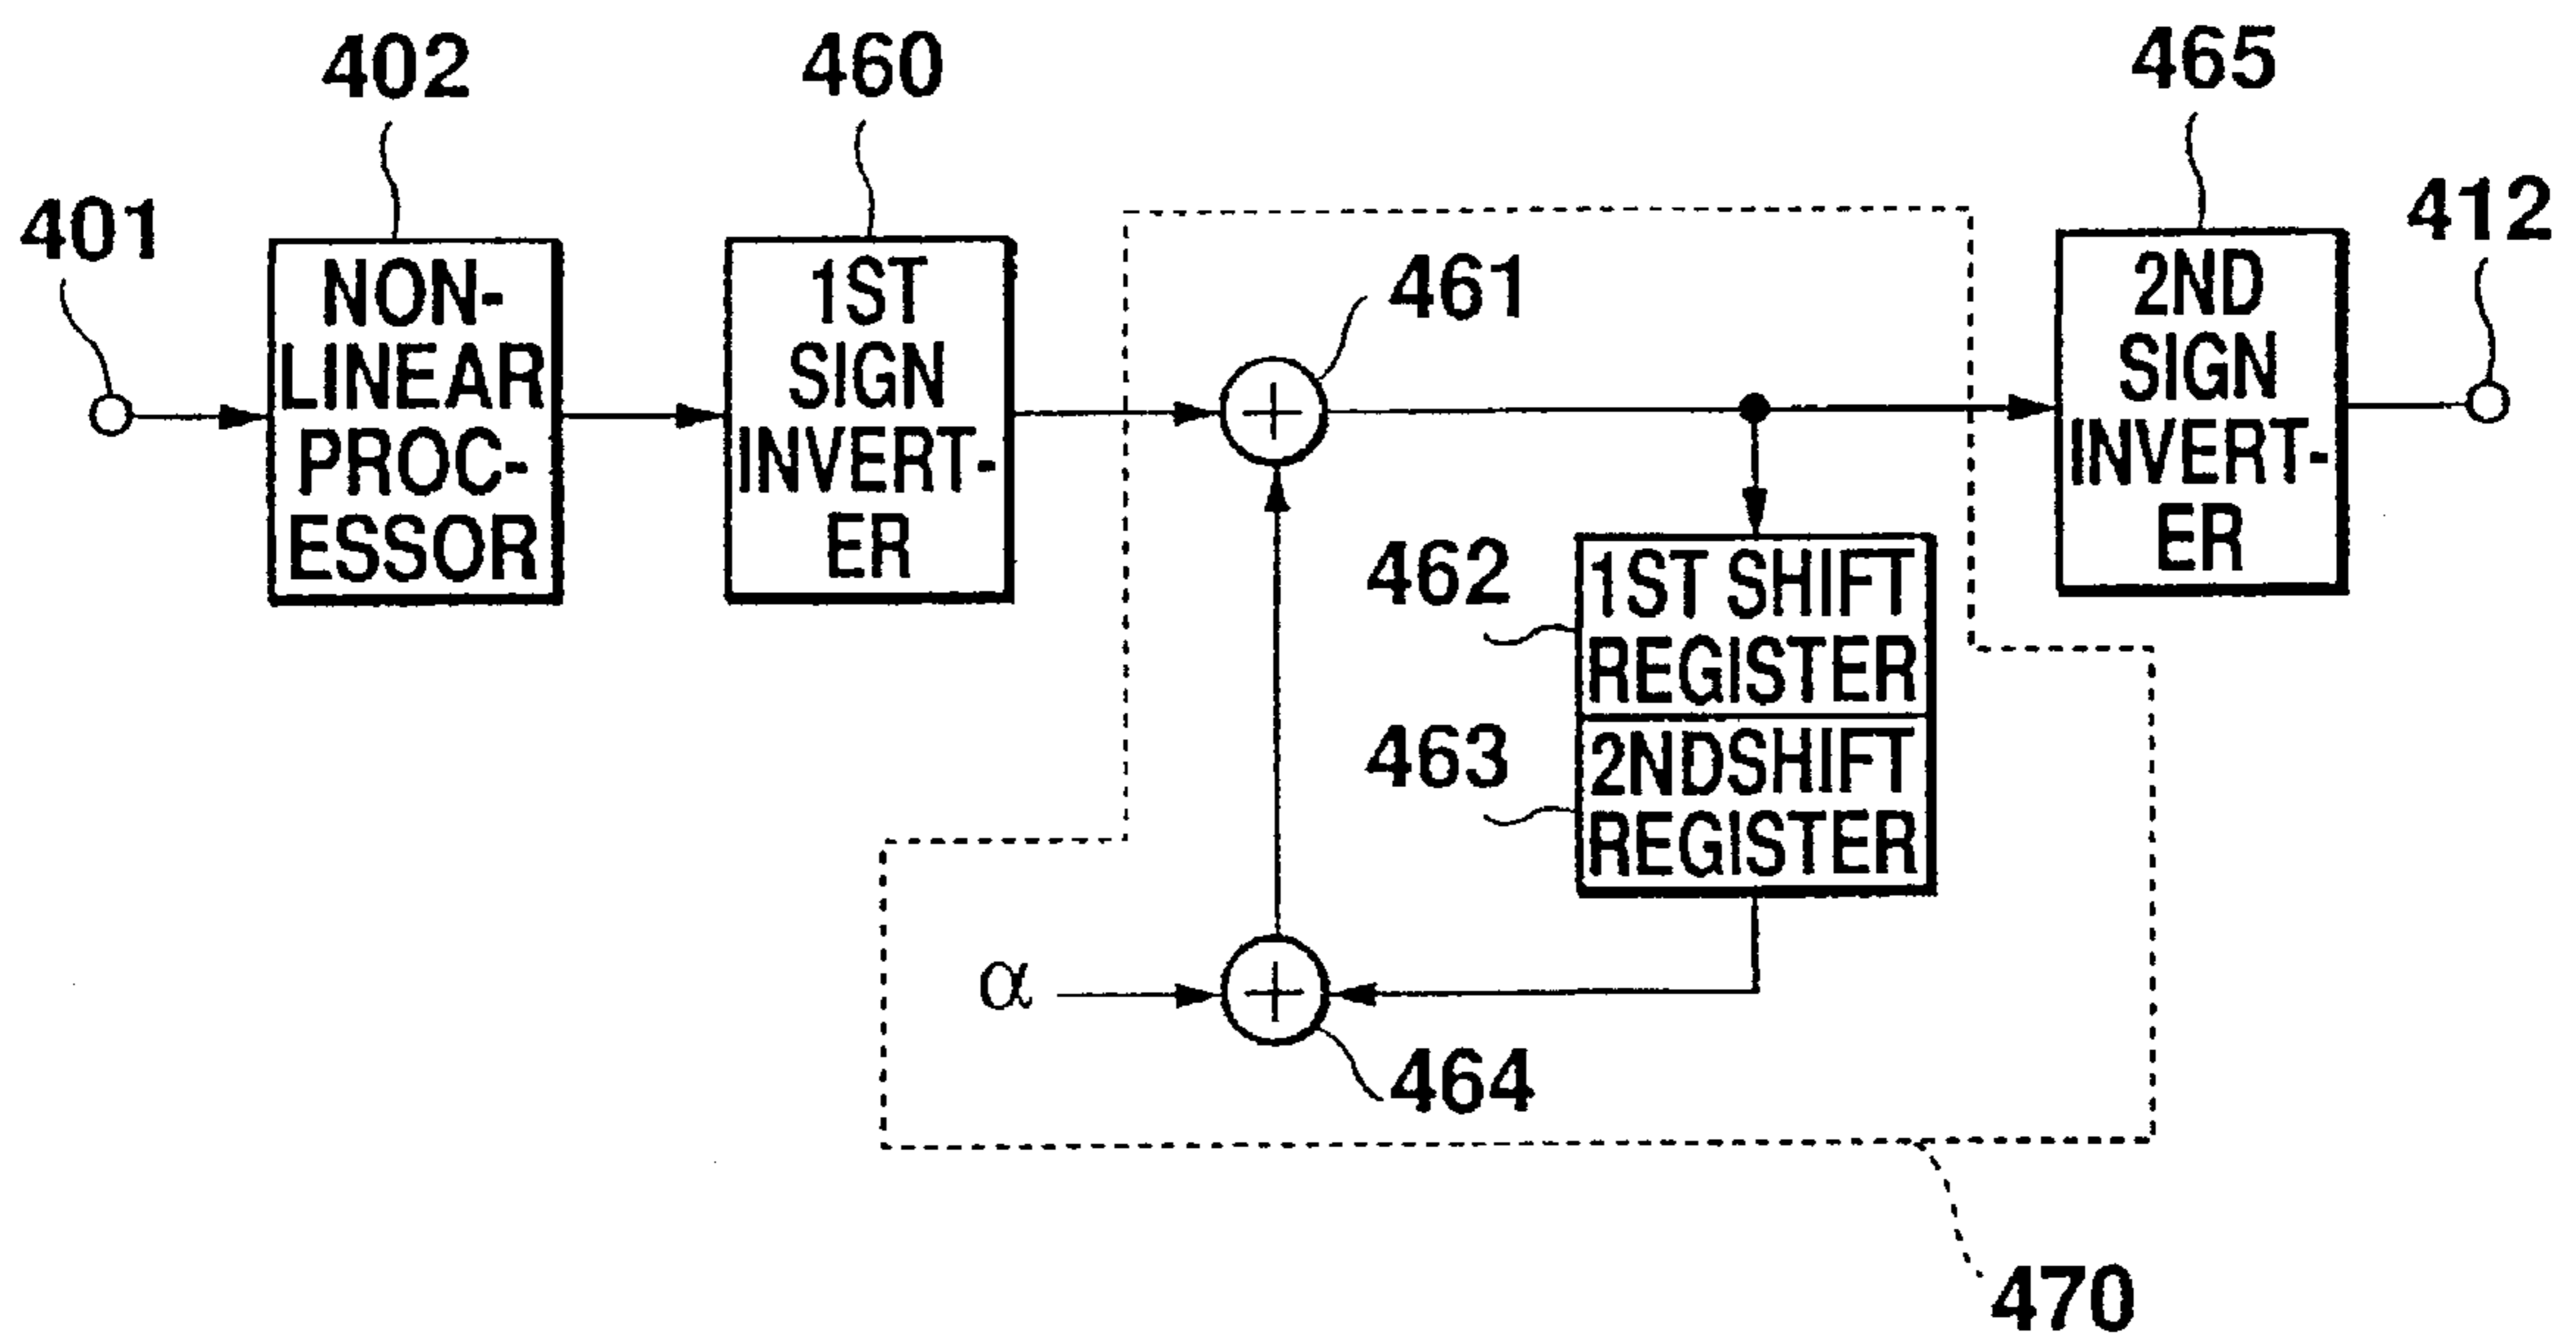 402
460
465
401
412
NON-
LINEAR
PROC-
ESSOR
1ST
SIGN
INVERT-
ER
461
2ND
SIGN
INVERT-
ER
462
1ST SHIFT
REGISTER
463
2NDSHIFT
REGISTER
α
464
470